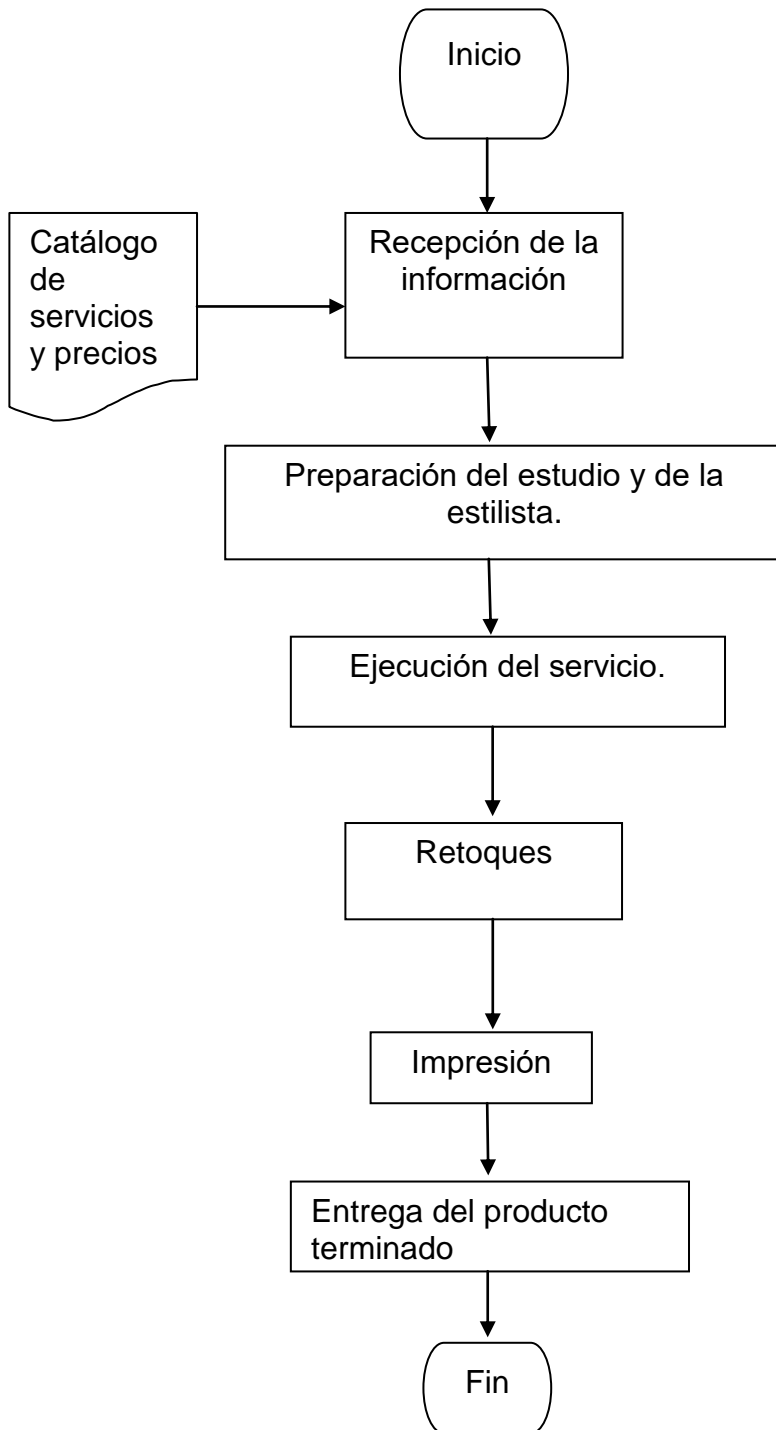 Inicio
Catálogo
de
servicios
y precios
Recepción de la
información
Preparación del estudio y de la
estilista.
Ejecución del servicio.
Retoques
Impresión
Entrega del producto
terminado
Fin